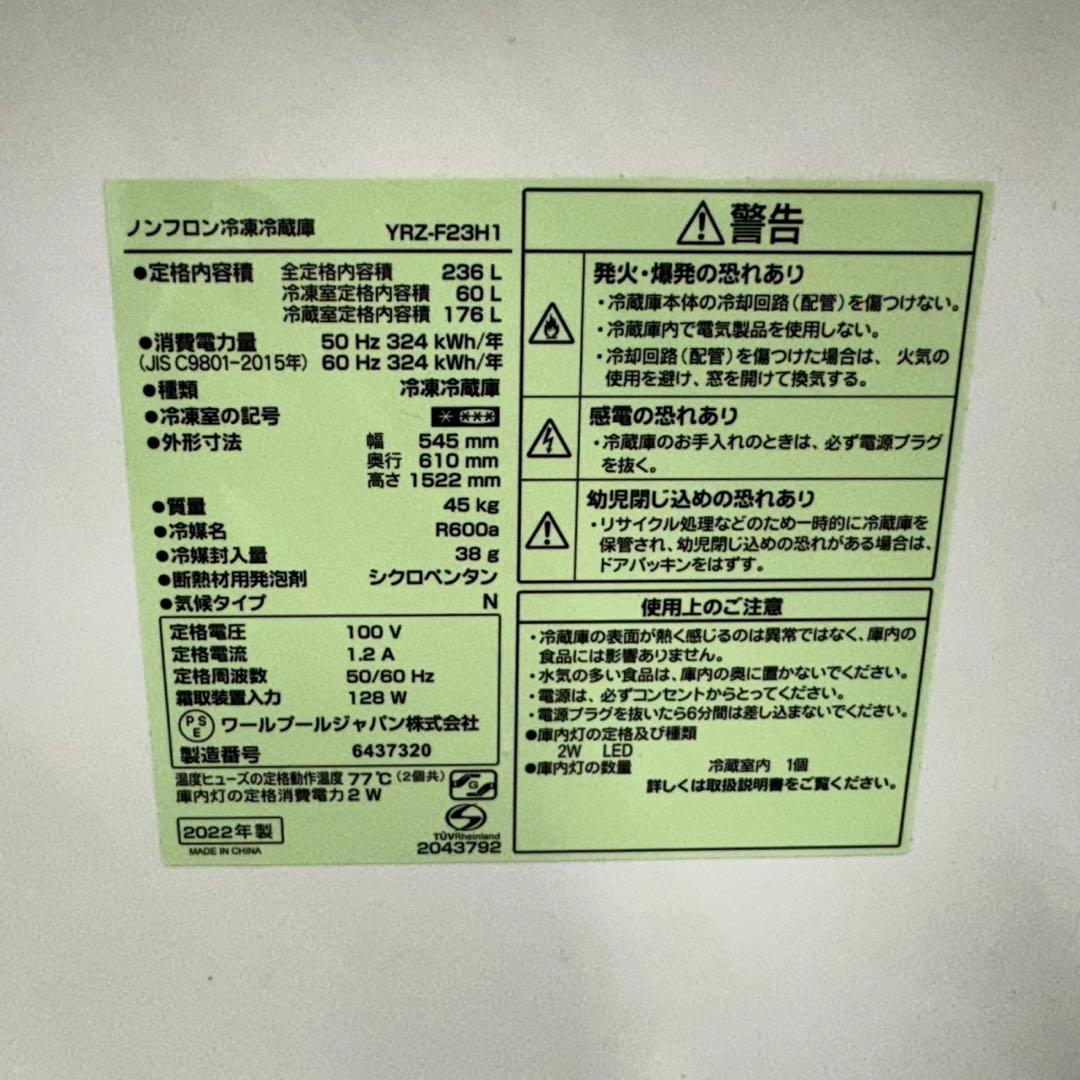 ノンフロン冷凍冷蔵庫 YRZ-F23H1
●定格内容積 全定格内容積 236 L
冷凍室定格内容積 60 L
冷蔵室定格内容積 176 L
●消費電力量 50 Hz 324 kWh/年
(JIS C9801-2015年) 60 Hz 324 kWh/年
●種類 冷凍冷蔵庫
●冷凍室の記号 * ***
●外形寸法 幅 545 mm
奥行 610 mm
高さ 1522 mm
●質量 45 kg
●冷媒名 R600a
●冷媒封入量 38 g
●断熱材用発泡剤 シクロペンタン
●気候タイプ N
定格電圧 100 V
定格電流 1.2 A
定格周波数 50/60 Hz
霜取装置入力 128 W
PSE ワールプールジャパン株式会社
製造番号 6437320
温度ヒューズの定格動作温度 77℃(2個共)
庫内灯の定格消費電力2 W
G
2022年製
MADE IN CHINA
TÜVRheinland
2043792
警告
発火・爆発の恐れあり
・冷蔵庫本体の冷却回路(配管)を傷つけない。
・冷蔵庫内で電気製品を使用しない。
・冷却回路(配管)を傷つけた場合は、火気の
使用を避け、窓を開けて換気する。
感電の恐れあり
・冷蔵庫のお手入れのときは、必ず電源プラグ
を抜く。
幼児閉じ込めの恐れあり
・リサイクル処理などのため一時的に冷蔵庫を
保管され、幼児閉じ込めの恐れがある場合は、
ドアパッキンをはずす。
使用上のご注意
・冷蔵庫の表面が熱く感じるのは異常ではなく、庫内の
食品には影響ありません。
・水気の多い食品は、庫内の奥に置かないでください。
・電源は、必ずコンセントからとってください。
・電源プラグを抜いたら6分間は差し込まないでください。
●庫内灯の定格及び種類
2W LED
●庫内灯の数量 冷蔵室内 1個
詳しくは取扱説明書をご覧ください。